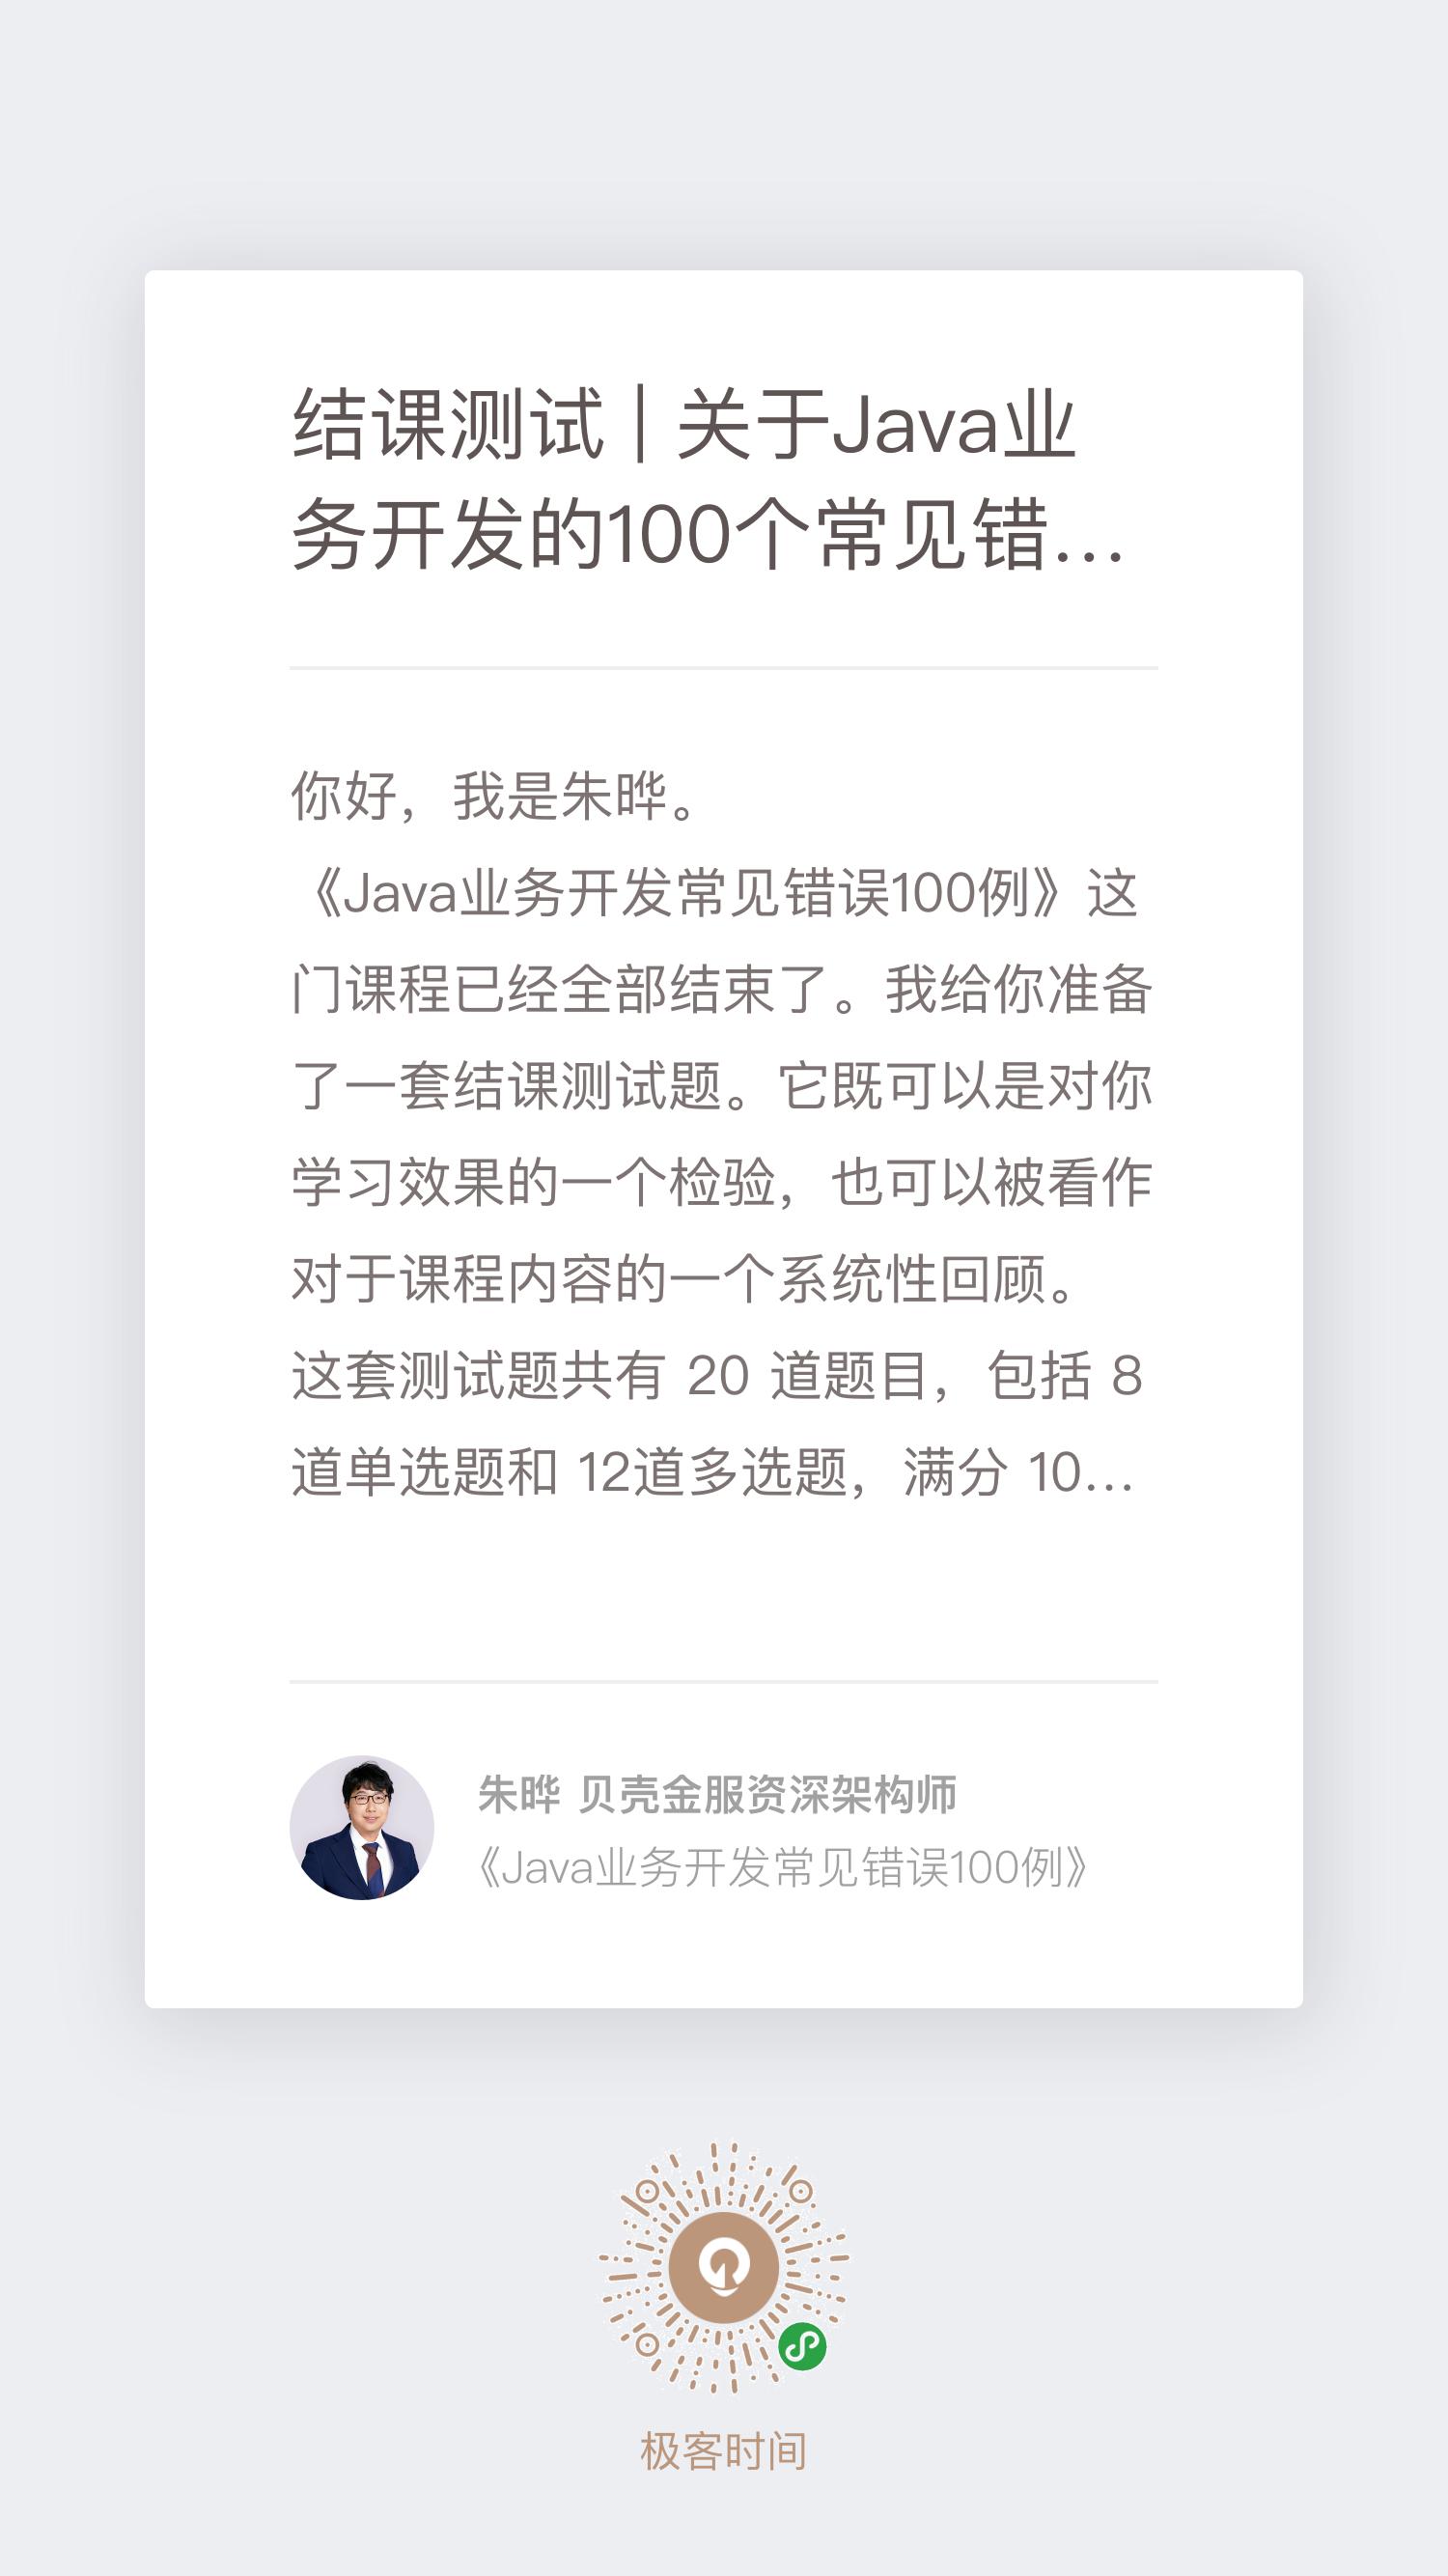 结课测试 | 关于Java业
务开发的100个常见错...
你好，我是朱晔。
《Java业务开发常见错误100例》这
门课程已经全部结束了。我给你准备
了一套结课测试题。它既可以是对你
学习效果的一个检验，也可以被看作
对于课程内容的一个系统性回顾。
这套测试题共有 20 道题目，包括 8
道单选题和 12道多选题，满分 10...
朱晔 贝壳金服资深架构师
《Java业务开发常见错误100例》
极客时间